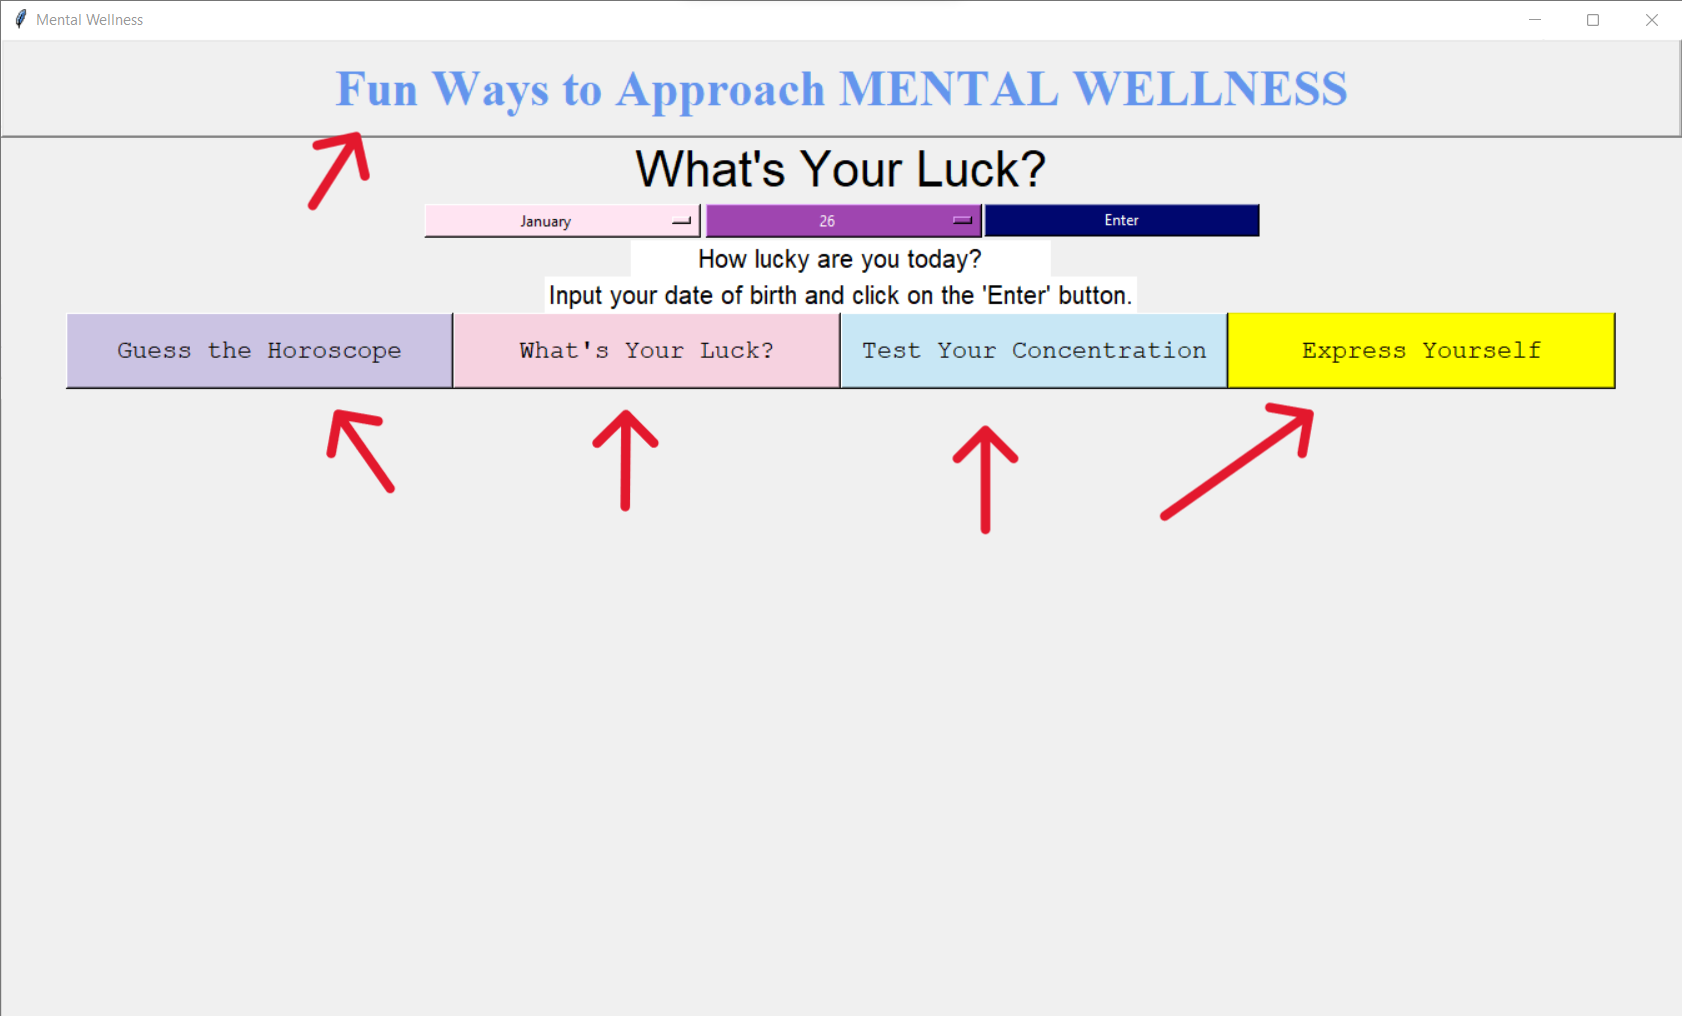 Mental Wellness
Fun Ways to Approach MENTAL WELLNESS
What's Your Luck?
January 26 Enter
How lucky are you today?
Input your date of birth and click on the 'Enter' button.
Guess the Horoscope What's Your Luck? Test Your Concentration Express Yourself